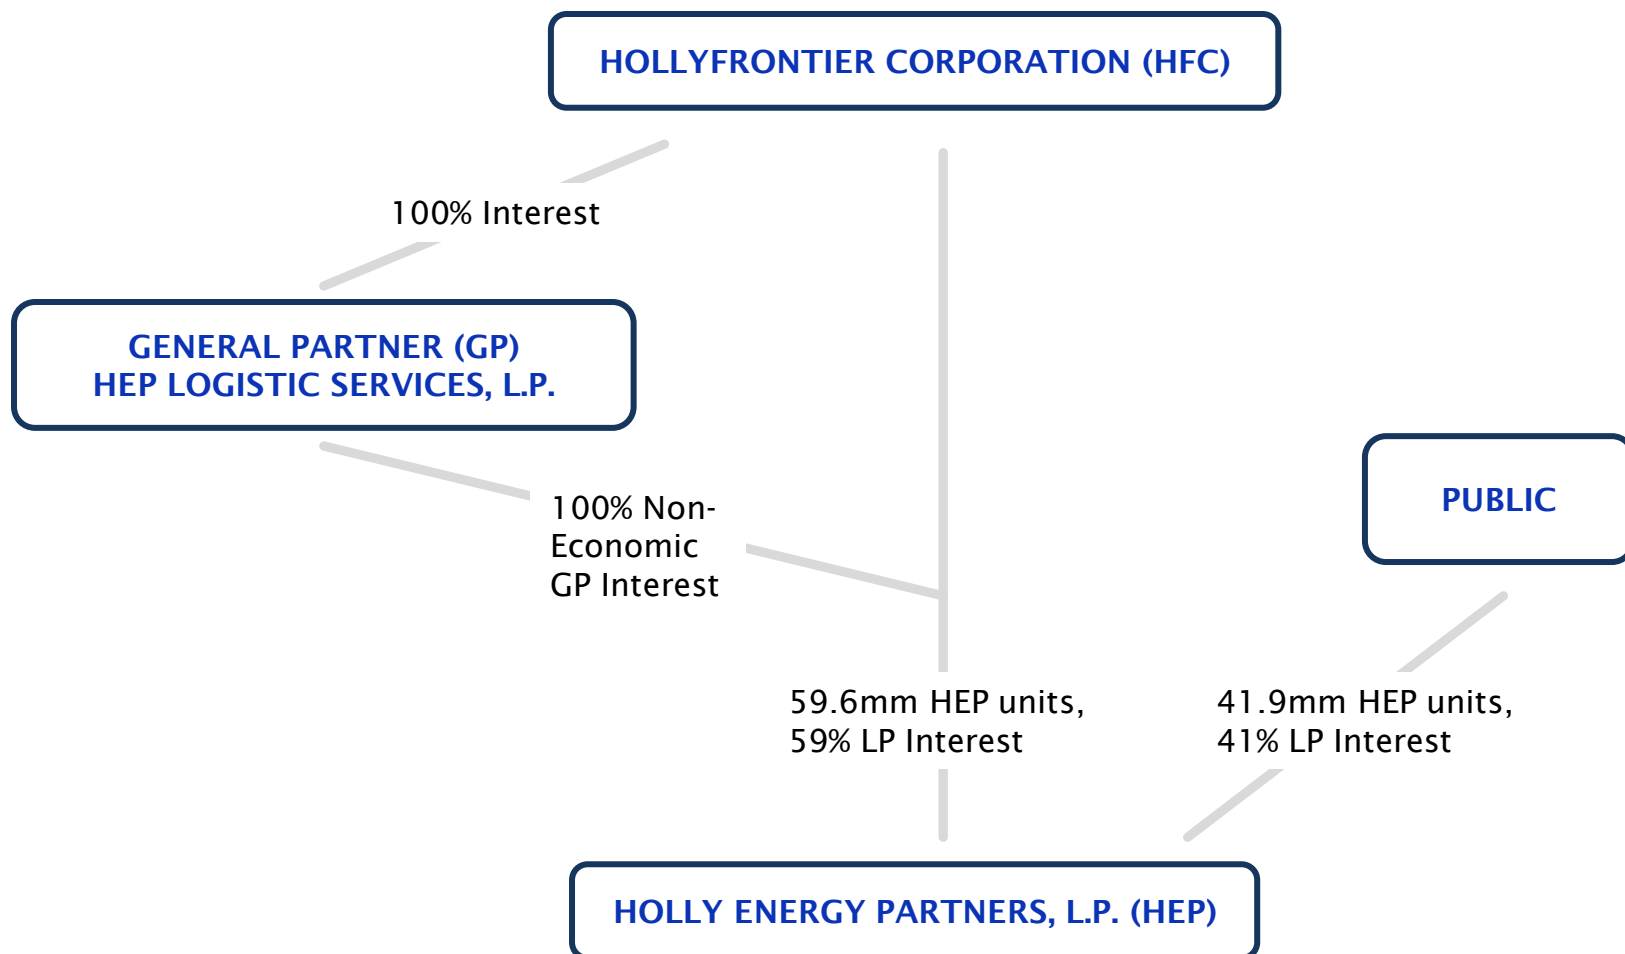 HOLLYFRONTIER CORPORATION (HFC)
100% Interest
GENERAL PARTNER (GP)
HEP LOGISTIC SERVICES, L.P.
100% Non-
Economic
GP Interest
PUBLIC
59.6mm HEP units,
59% LP Interest
41.9mm HEP units,
41% LP Interest
HOLLY ENERGY PARTNERS, L.P. (HEP)